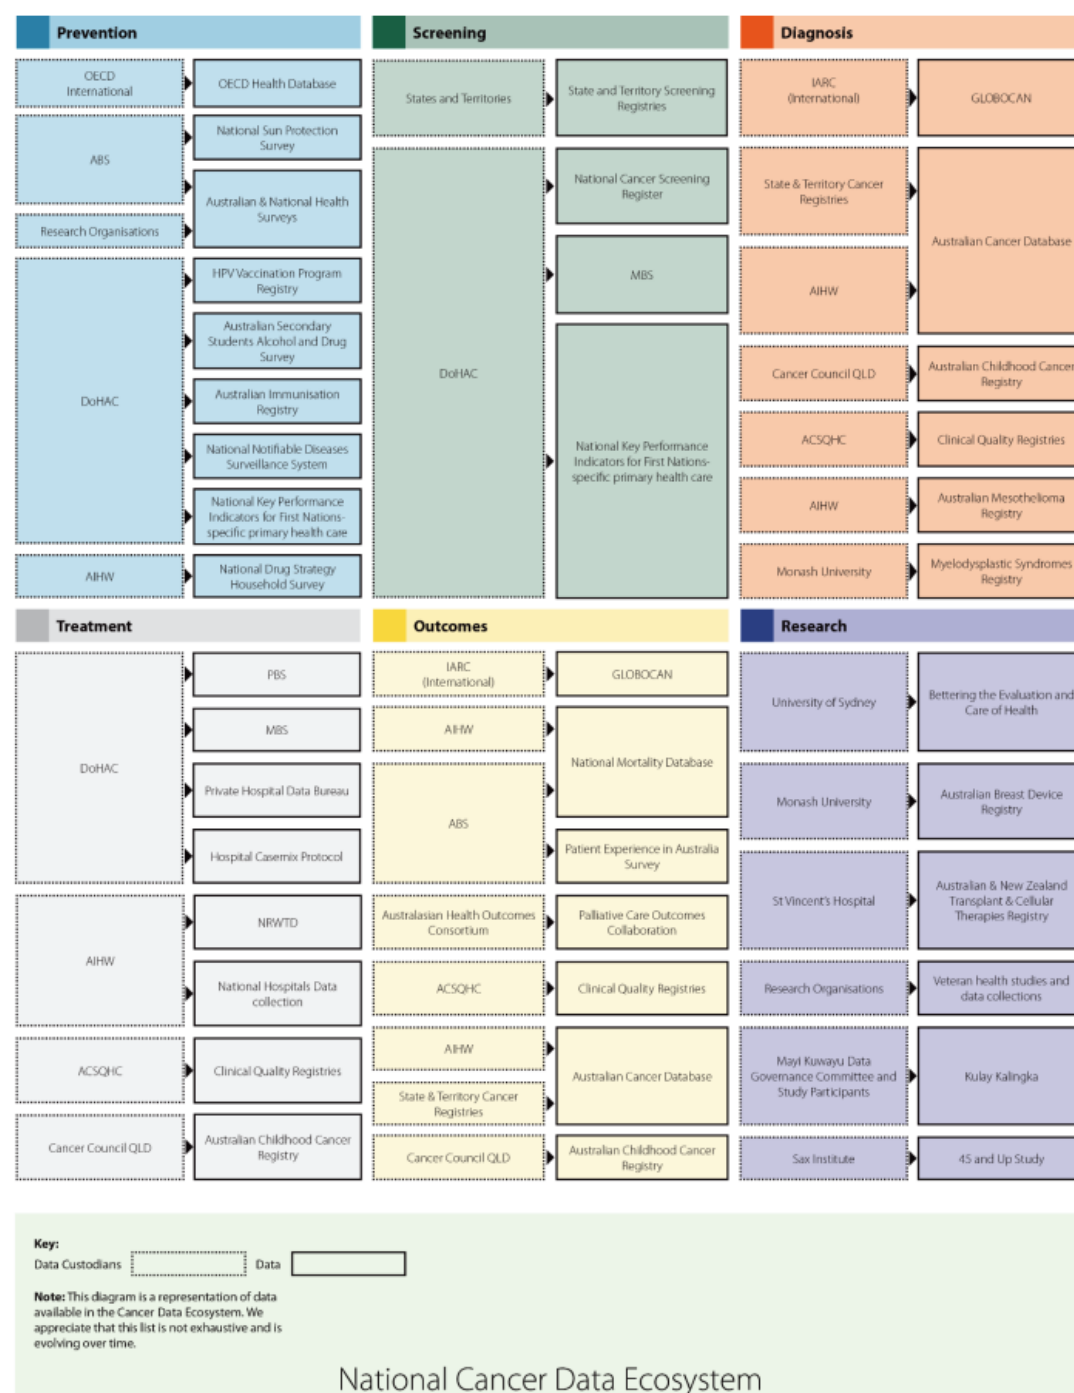 Prevention
OECD
International
OECD Health Database
ABS
National Sun Protection
Survey
Australian & National Health
Surveys
Research Organisations
DoHAC
HPV Vaccination Program
Registry
Australian Secondary
Students Alcohol and Drug
Survey
Australian Immunisation
Registry
National Notifiable Diseases
Surveillance System
National Key Performance
Indicators for First Nations-
specific primary health care
AIHW
National Drug Strategy
Household Survey
Screening
States and Territories
State and Territory Screening
Registries
DoHAC
National Cancer Screening
Register
MBS
National Key Performance
Indicators for First Nations-
specific primary health care
Diagnosis
IARC
(International)
GLOBOCAN
State & Territory Cancer
Registries
AIHW
Australian Cancer Database
Cancer Council QLD
Australian Childhood Cancer
Registry
ACSQHC
Clinical Quality Registries
AIHW
Australian Mesothelioma
Registry
Monash University
Myelodysplastic Syndromes
Registry
Treatment
DoHAC
PBS
MBS
Private Hospital Data Bureau
Hospital Casemix Protocol
AIHW
NRWTD
National Hospitals Data
collection
ACSQHC
Clinical Quality Registries
Cancer Council QLD
Australian Childhood Cancer
Registry
Outcomes
IARC
(International)
GLOBOCAN
AIHW
National Mortality Database
ABS
Patient Experience in Australia
Survey
Australasian Health Outcomes
Consortium
Palliative Care Outcomes
Collaboration
ACSQHC
Clinical Quality Registries
AIHW
Australian Cancer Database
State & Territory Cancer
Registries
Cancer Council QLD
Australian Childhood Cancer
Registry
Research
University of Sydney
Bettering the Evaluation and
Care of Health
Monash University
Australian Breast Device
Registry
St Vincent's Hospital
Australian & New Zealand
Transplant & Cellular
Therapies Registry
Research Organisations
Veteran health studies and
data collections
Mayi Kuwayu Data
Governance Committee and
Study Participants
Kulay Kalingka
Sax Institute
45 and Up Study
Key:
Data Custodians
Data
Note: This diagram is a representation of data
available in the Cancer Data Ecosystem. We
appreciate that this list is not exhaustive and is
evolving over time.
National Cancer Data Ecosystem